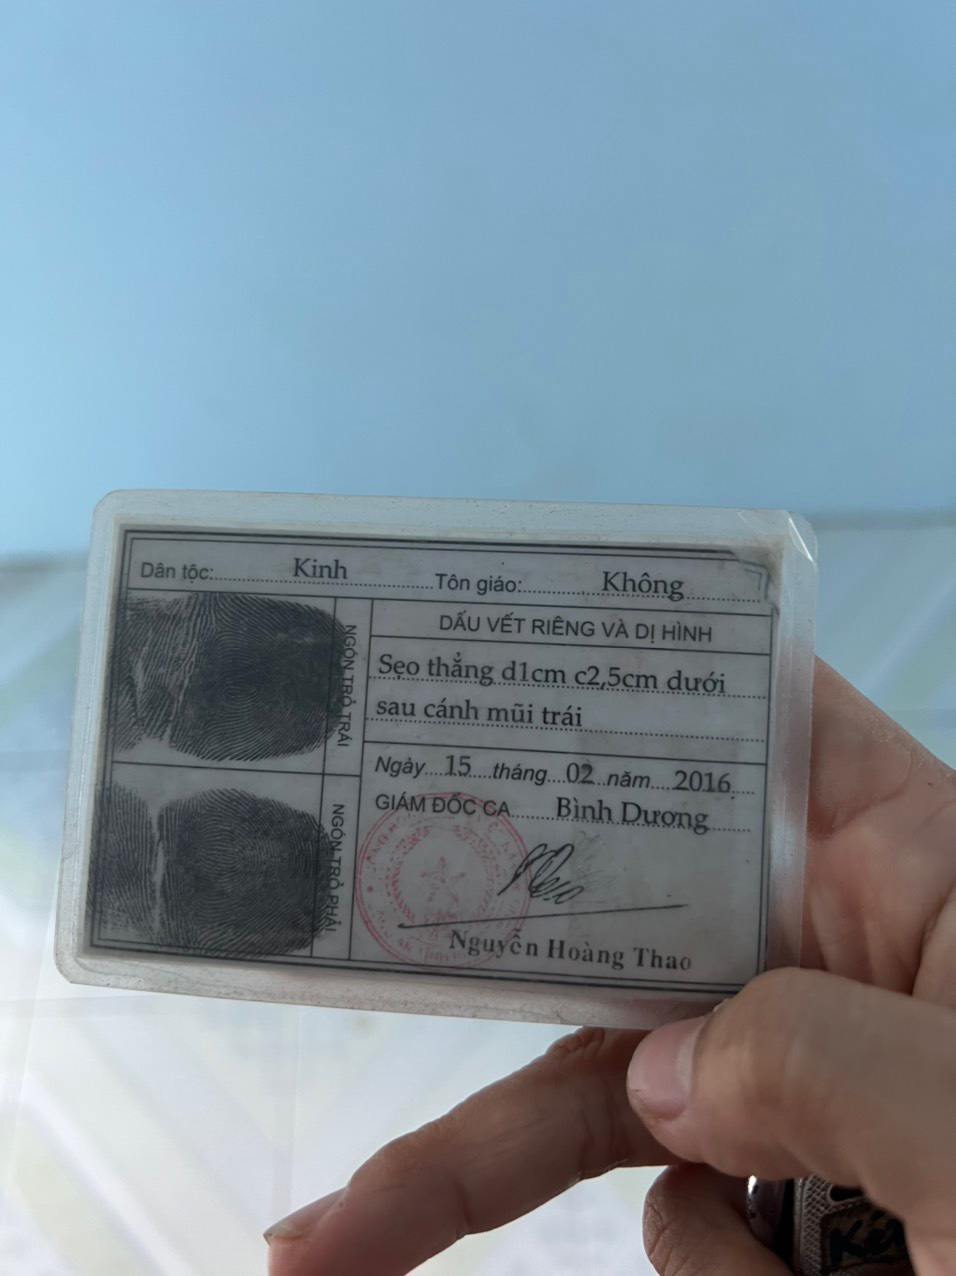 Dân tộc: Kinh Tôn giáo: Không
NGÓN TRỎ TRÁI
DẤU VẾT RIÊNG VÀ DỊ HÌNH
Sẹo thẳng d1cm c2,5cm dưới
sau cánh mũi trái
NGÓN TRỎ PHẢI
Ngày 15 tháng 02 năm 2016
GIÁM ĐỐC CA Bình Dương
Nguyễn Hoàng Thao